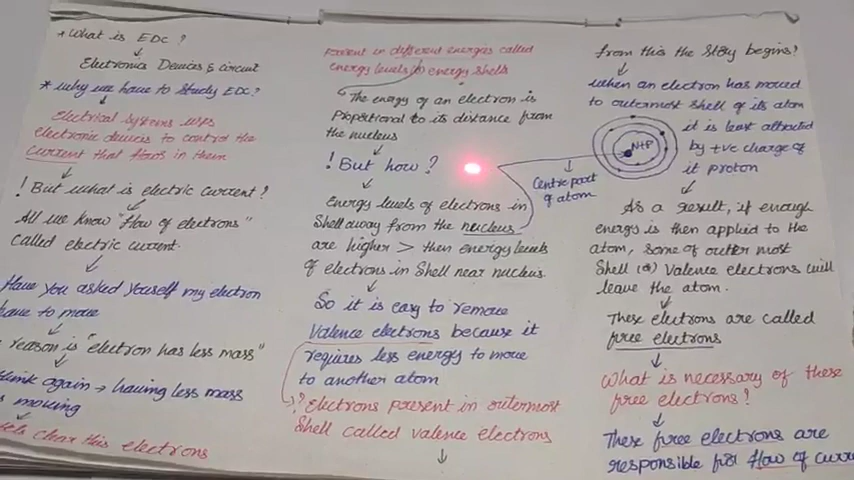 * What is EDC?
Electronics Devices & circuit
* why we have to study EDC?
Electrical systems uses
electronic devices to control the
current that flows in them
! But what is electric current?
All we know "flow of electrons"
called electric current.
Have you asked yourself my electron
have to move
reason is "electron has less mass"
think again → having less mass
moving
this electrons
present in different energies called
energy levels to energy shells
The energy of an electron is
Propotional to its distance from
the nucleus
! But how?
Energy levels of electrons in
Shell away from the nucleus
are higher > then energy levels
of electrons in Shell near nucleus.
So it is easy to remove
Valence electrons because it
requires less energy to move
to another atom
? Electrons present in outermost
Shell called valence electrons
centre part
of atom
from this the story begins!
when an electron has moved
to outermost shell of its atom
it is least attracted
by +ve charge of
it proton
N+P
As a result, if enough
energy is then applied to the
atom, some of outer most
Shell (or) Valence electrons will
leave the atom.
These electrons are called
free electrons
What is necessary of these
free electrons!
These free electrons are
responsible for flow of curre